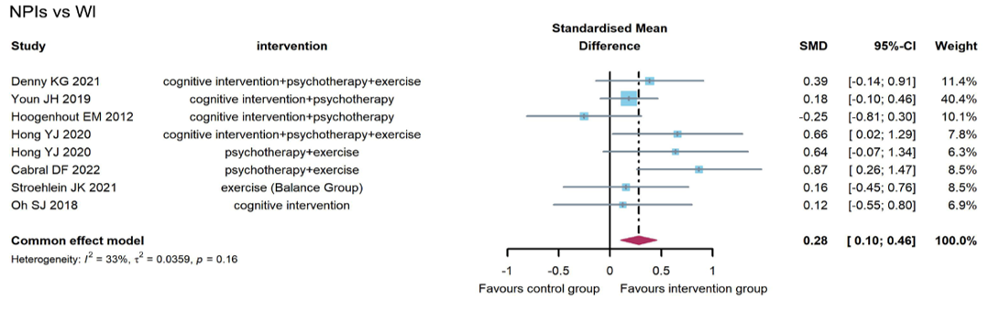 NPIs vs WI
Standardised Mean
Study intervention Difference SMD 95%-CI Weight
Denny KG 2021 cognitive intervention+psychotherapy+exercise 0.39 [-0.14; 0.91] 11.4%
Youn JH 2019 cognitive intervention+psychotherapy 0.18 [-0.10; 0.46] 40.4%
Hoogenhout EM 2012 cognitive intervention+psychotherapy -0.25 [-0.81; 0.30] 10.1%
Hong YJ 2020 cognitive intervention+psychotherapy+exercise 0.66 [ 0.02; 1.29] 7.8%
Hong YJ 2020 psychotherapy+exercise 0.64 [-0.07; 1.34] 6.3%
Cabral DF 2022 psychotherapy+exercise 0.87 [ 0.26; 1.47] 8.5%
Stroehlein JK 2021 exercise (Balance Group) 0.16 [-0.45; 0.76] 8.5%
Oh SJ 2018 cognitive intervention 0.12 [-0.55; 0.80] 6.9%
Common effect model 0.28 [ 0.10; 0.46] 100.0%
Heterogeneity: I² = 33%, τ² = 0.0359, p = 0.16
-1 -0.5 0 0.5 1
Favours control group Favours intervention group